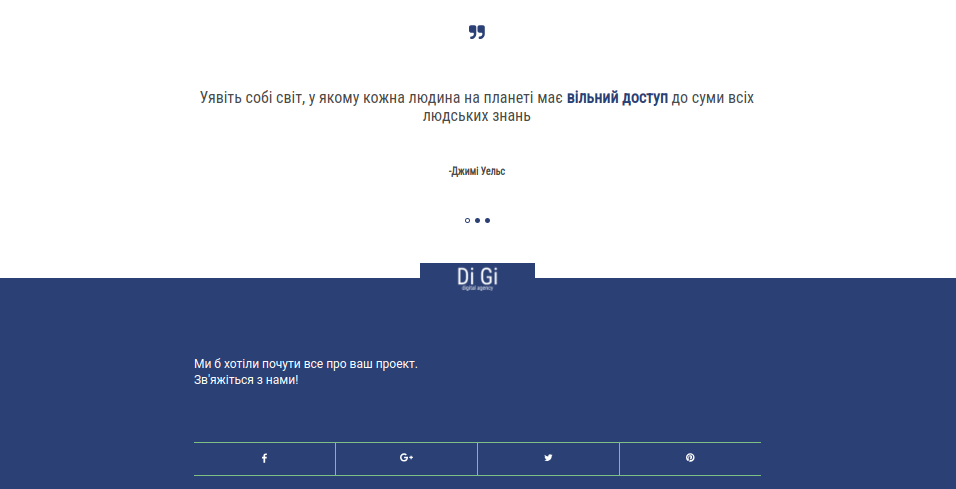 Уявіть собі світ, у якому кожна людина на планеті має вільний доступ до суми всіх
людських знань
-Джимі Уельс
Di Gi
digital agency
Ми б хотіли почути все про ваш проект.
Зв'яжіться з нами!